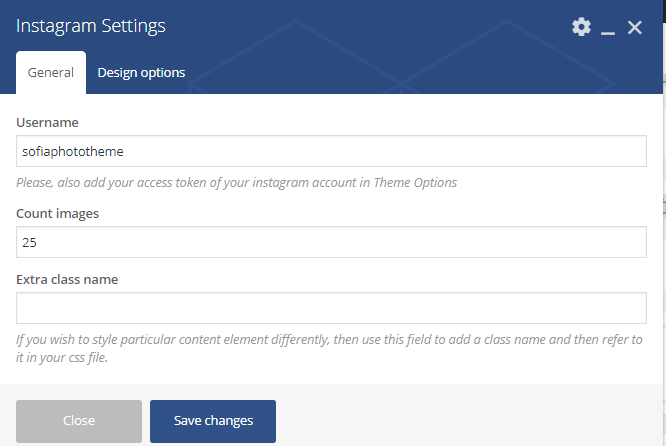 Instagram Settings
General Design options
Username
sofiaphototheme
Please, also add your access token of your instagram account in Theme Options
Count images
25
Extra class name
If you wish to style particular content element differently, then use this field to add a class name and then refer to
it in your css file.
Close Save changes